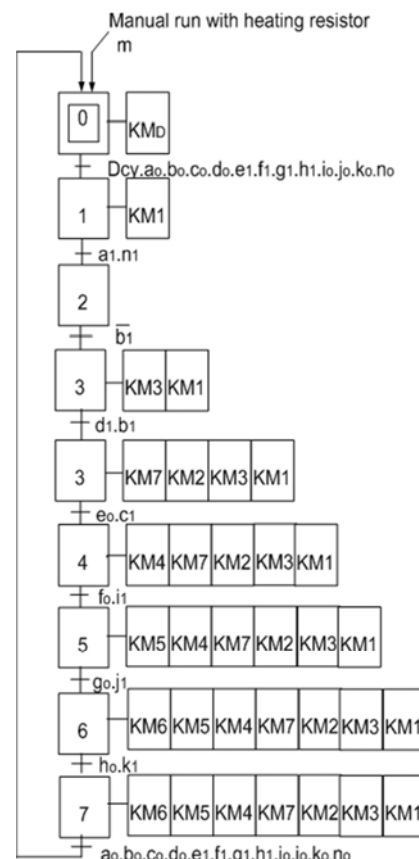 Manual run with heating resistor
m
0 KMD
Dcy.a0.b0.c0.d0.e1.f1.g1.h1.i0.j0.k0.n0
1 KM1
a1.n1
2
b̅1
3 KM3 KM1
d1.b1
3 KM7 KM2 KM3 KM1
e0.c1
4 KM4 KM7 KM2 KM3 KM1
f0.i1
5 KM5 KM4 KM7 KM2 KM3 KM1
g0.j1
6 KM6 KM5 KM4 KM7 KM2 KM3 KM1
h0.k1
7 KM6 KM5 KM4 KM7 KM2 KM3 KM1
a0.b0.c0.d0.e1.f1.g1.h1.i0.j0.k0.n0